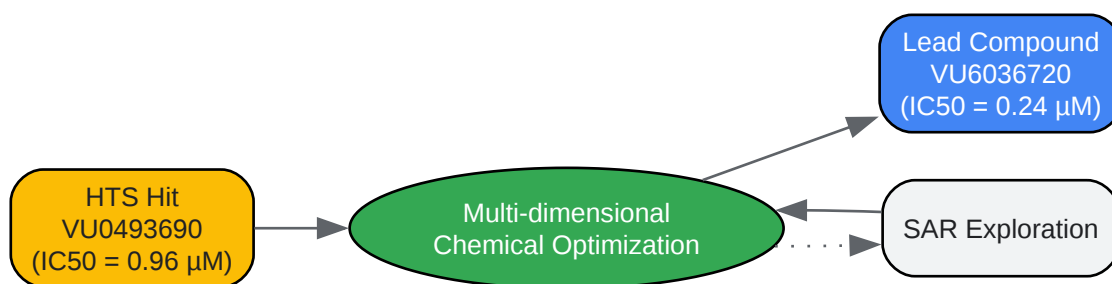 HTS Hit
VU0493690
(IC50 = 0.96 µM)
Multi-dimensional
Chemical Optimization
Lead Compound
VU6036720
(IC50 = 0.24 µM)
SAR Exploration